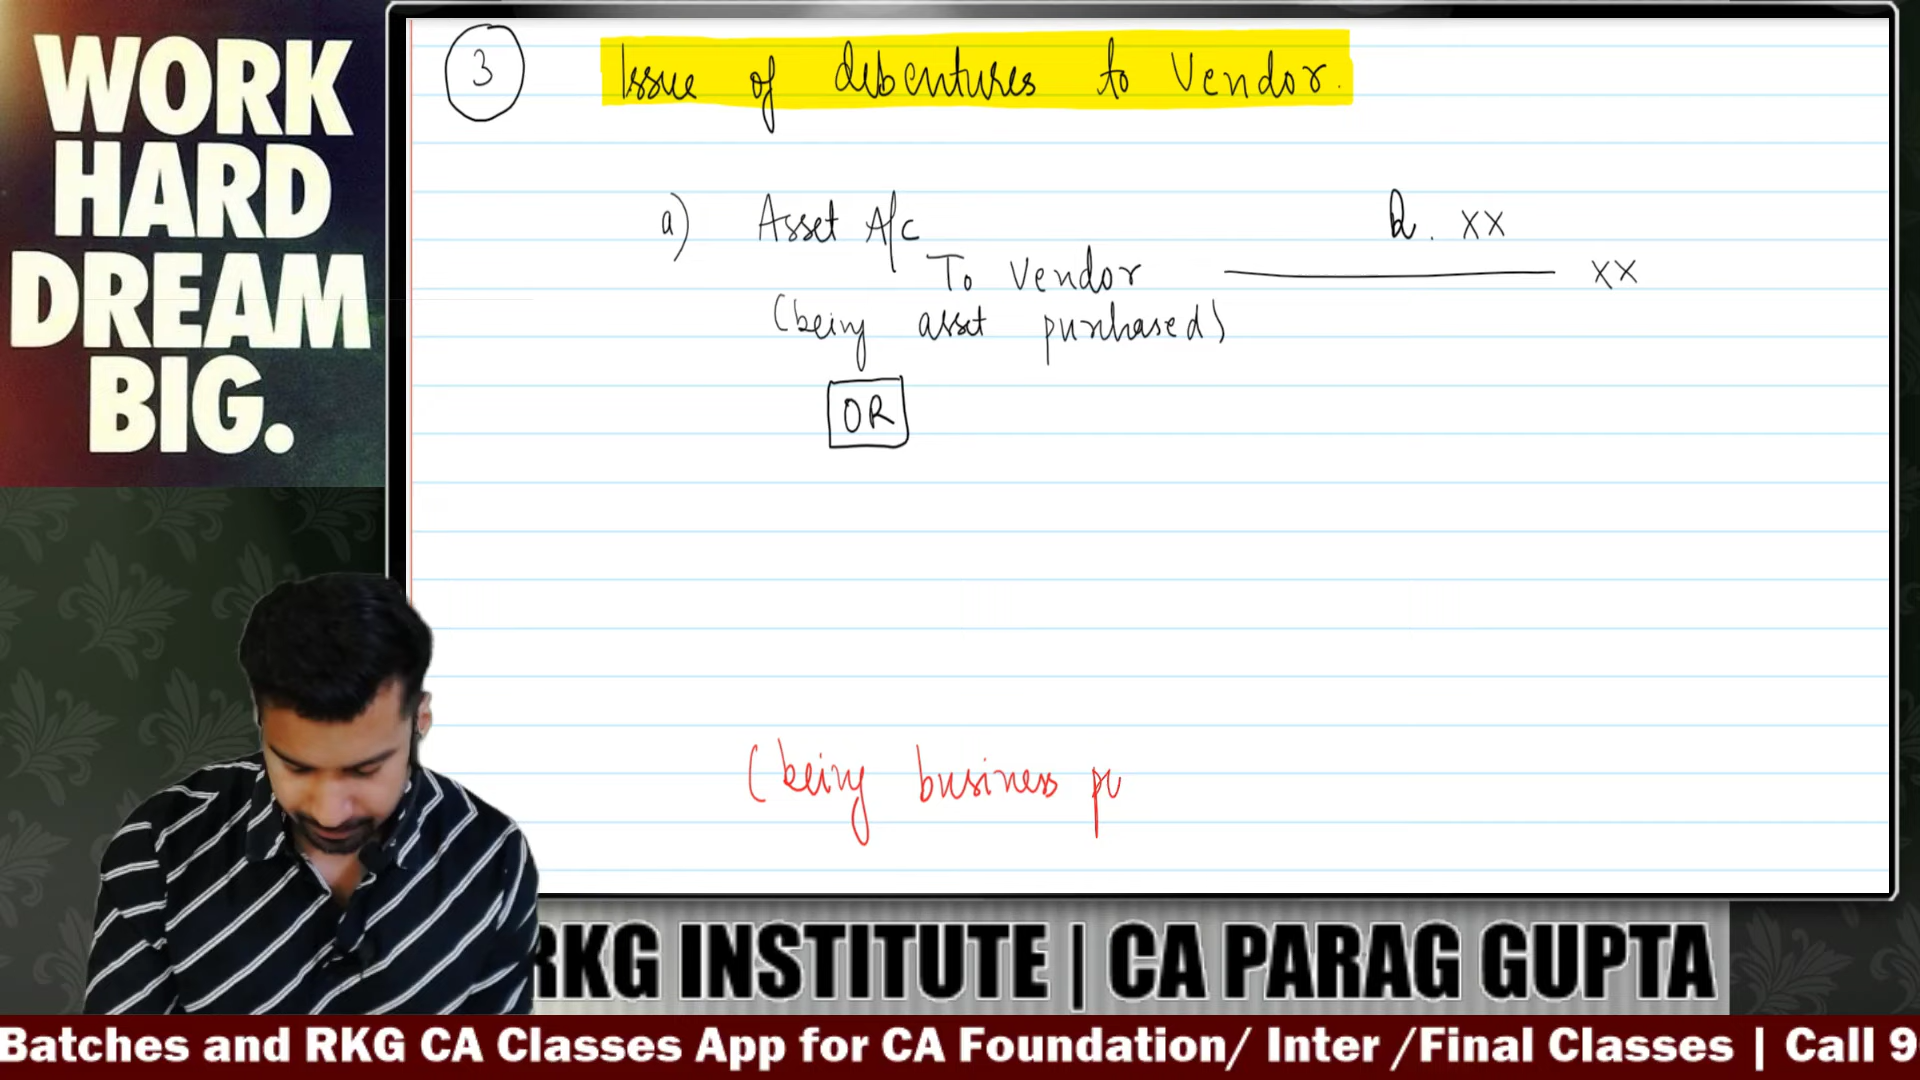 WORK
HARD
DREAM
BIG.
3
Issue of debentures to Vendor.
a) Asset A/c Dr. XX
To Vendor XX
(being asset purchased)
OR
(being business pu
RKG INSTITUTE | CA PARAG GUPTA
Batches and RKG CA Classes App for CA Foundation/ Inter /Final Classes | Call 9